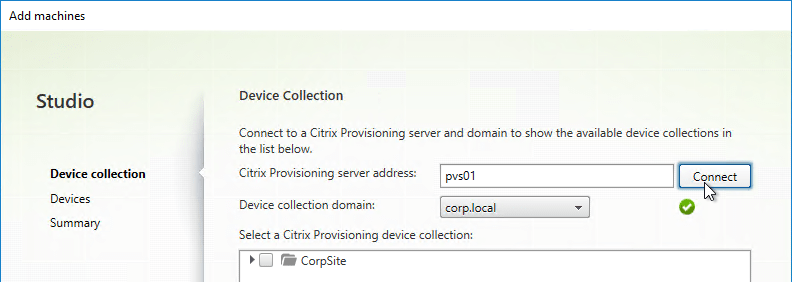 Add machines
Studio
Device collection
Devices
Summary
Device Collection
Connect to a Citrix Provisioning server and domain to show the available device collections in
the list below.
Citrix Provisioning server address: pvs01 Connect
Device collection domain: corp.local
Select a Citrix Provisioning device collection:
CorpSite